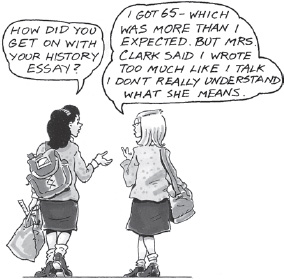 HOW DID YOU
GET ON WITH
YOUR HISTORY
ESSAY?
I GOT 65- WHICH
WAS MORE THAN I
EXPECTED. BUT MRS.
CLARK SAID I WROTE
TOO MUCH LIKE I TALK
I DON'T REALLY UNDERSTAND
WHAT SHE MEANS.